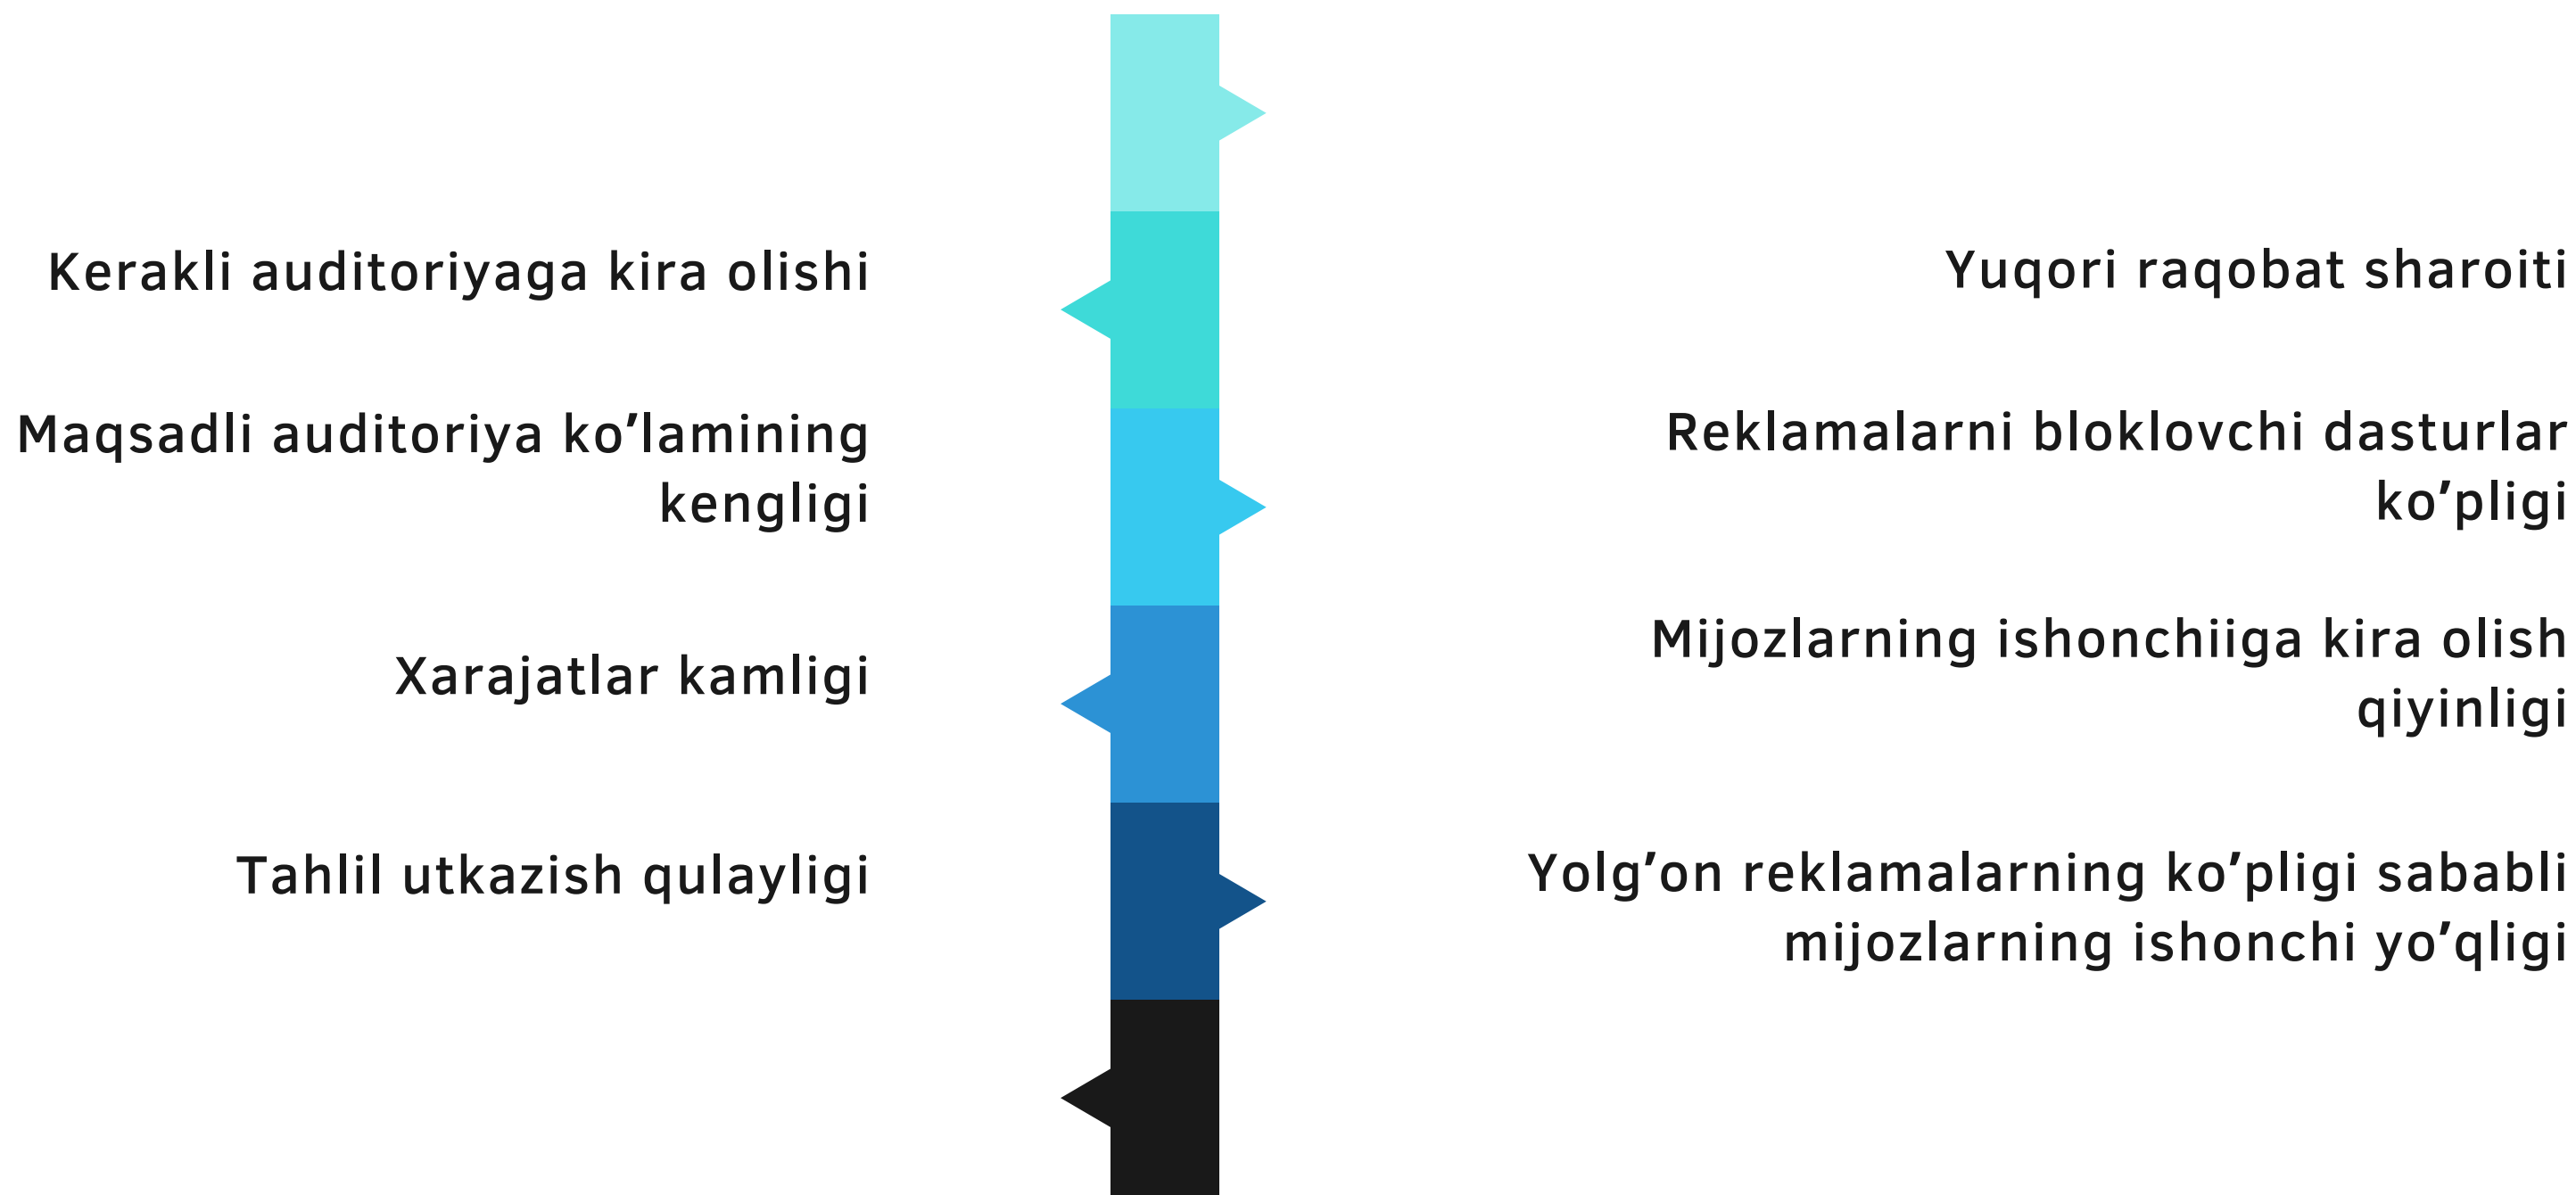 Kerakli auditoriyaga kira olishi
Maqsadli auditoriya ko'lamining
kengligi
Xarajatlar kamligi
Tahlil utkazish qulayligi
Yuqori raqobat sharoiti
Reklamalarni bloklovchi dasturlar
ko'pligi
Mijozlarning ishonchiiga kira olish
qiyinligi
Yolg'on reklamalarning ko'pligi sababli
mijozlarning ishonchi yo'qligi